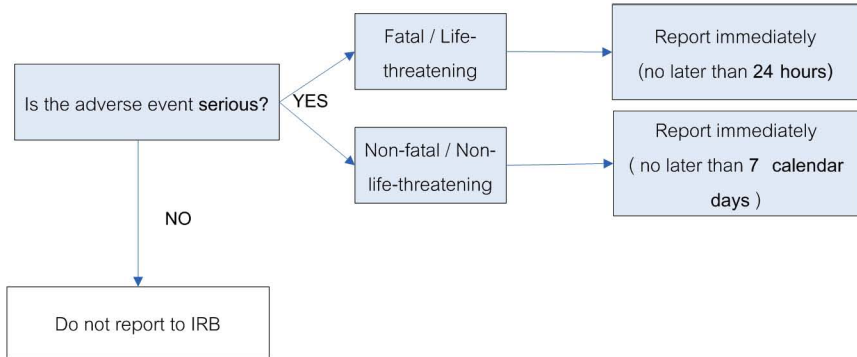 Is the adverse event serious?
YES
Fatal / Life-
threatening
Report immediately
(no later than 24 hours)
Non-fatal / Non-
life-threatening
Report immediately
( no later than 7 calendar
days )
NO
Do not report to IRB